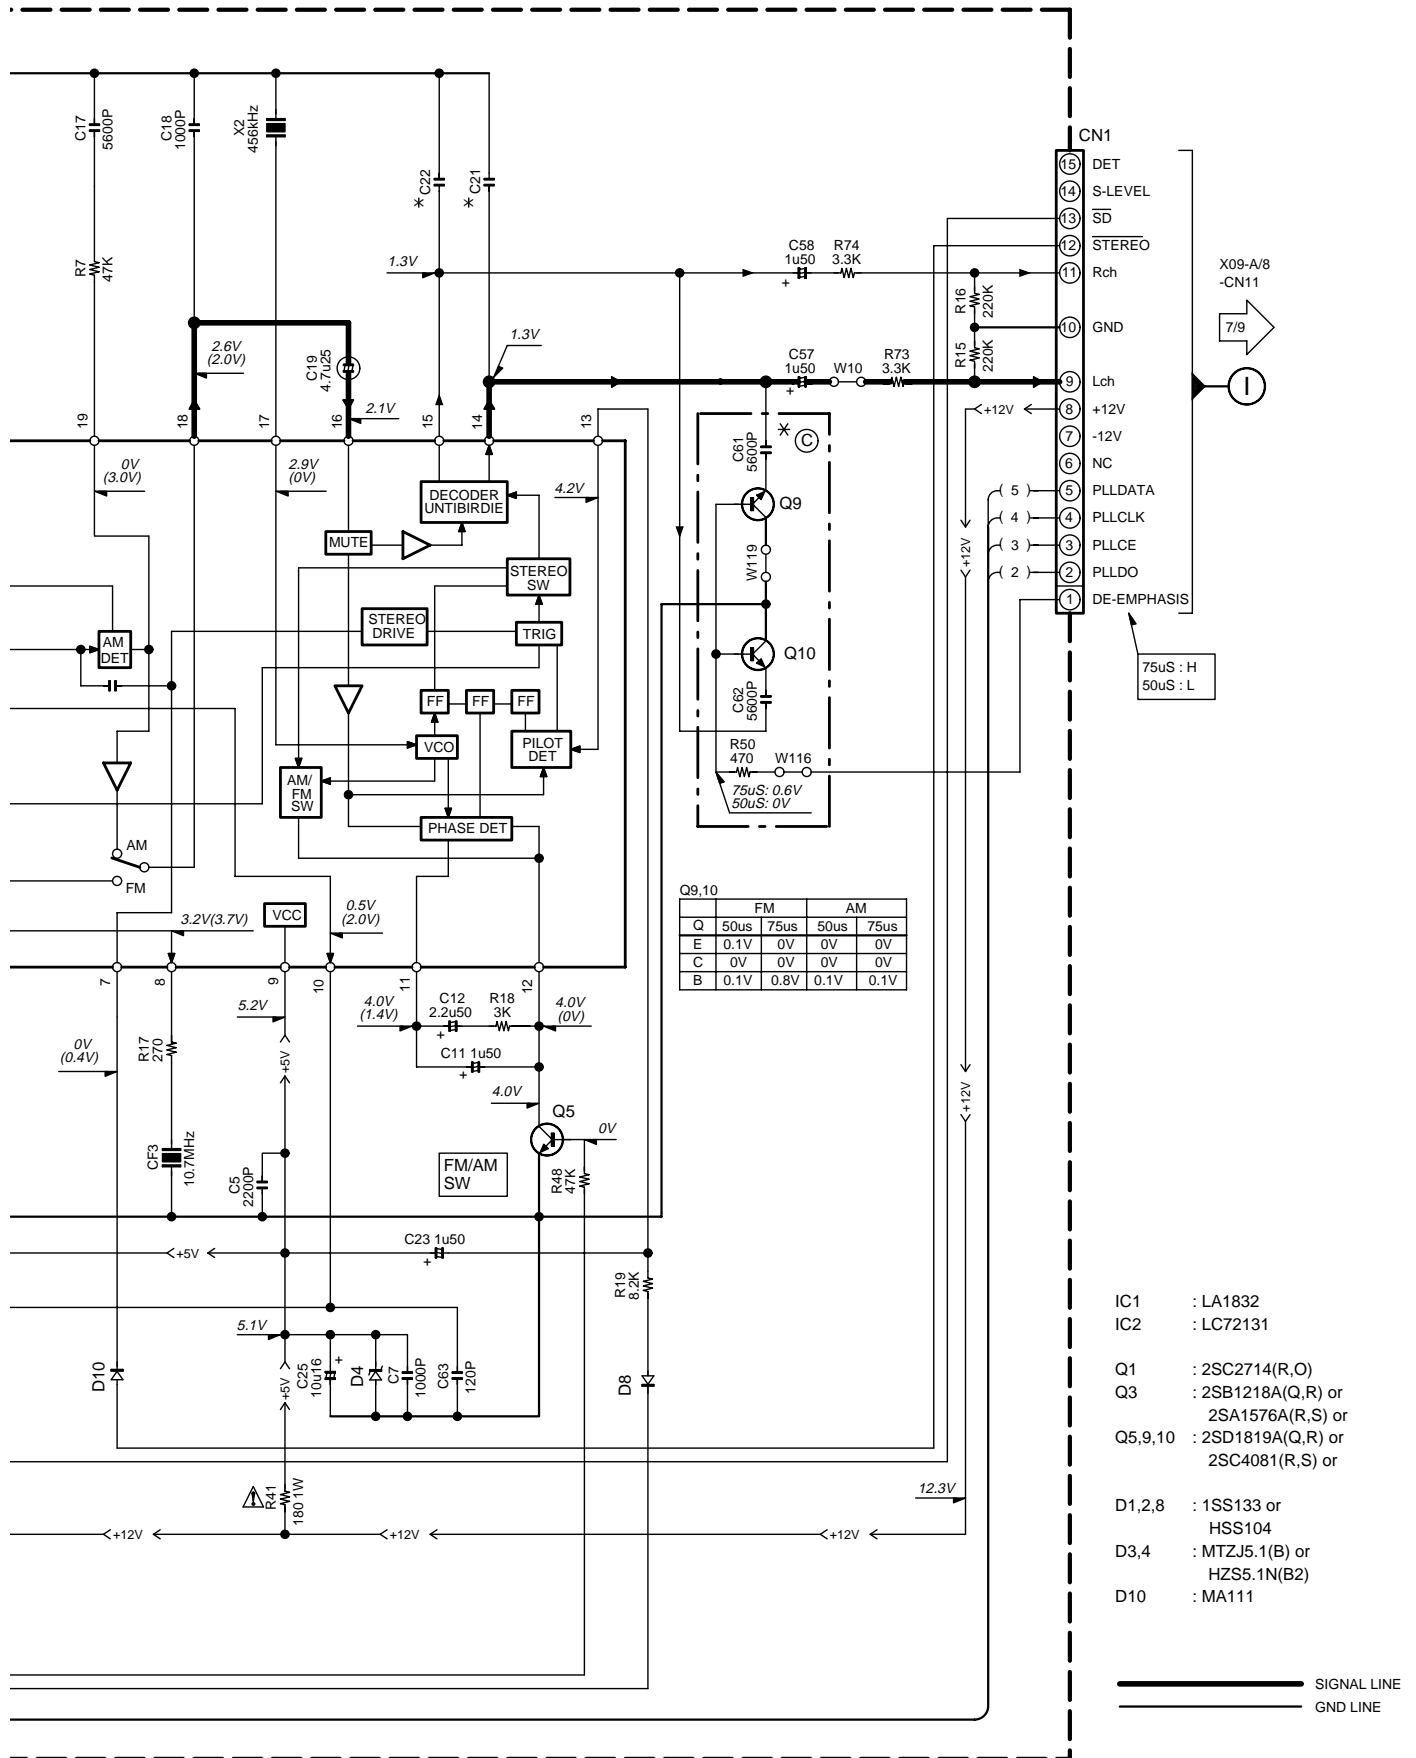 CN1
15 DET
14 S-LEVEL
13 SD
12 STEREO
11 Rch
10 GND
9 Lch
8 +12V
7 -12V
6 NC
5 PLLDATA
4 PLLCLK
3 PLLCE
2 PLLDO
1 DE-EMPHASIS
X09-A/8
-CN11
7/9
I
75uS : H
50uS : L
C17
5600P
C18
1000P
X2
456kHz
* C22
* C21
R7
47K
1.3V
C58
1u50
+
R74
3.3K
R16
220K
R15
220K
2.6V
(2.0V)
C19
4.7u25
1.3V
C57
1u50
+
W10
R73
3.3K
2.1V
19
18
17
16
15
14
13
0V
(3.0V)
2.9V
(0V)
4.2V
+12V
+12V
+12V
( 5 )
( 4 )
( 3 )
( 2 )
* C
C61
5600P
Q9
W119
Q10
C62
5600P
R50
470
W116
75uS: 0.6V
50uS: 0V
DECODER
UNTIBIRDIE
MUTE
STEREO
SW
STEREO
DRIVE
TRIG
AM
DET
FF
FF
FF
VCO
PILOT
DET
AM/
FM
SW
PHASE DET
AM
FM
3.2V(3.7V)
VCC
0.5V
(2.0V)
Q9,10
FM AM
Q 50us 75us 50us 75us
E 0.1V 0V 0V 0V
C 0V 0V 0V 0V
B 0.1V 0.8V 0.1V 0.1V
7
8
9
10
11
12
0V
(0.4V)
R17
270
5.2V
+5V
4.0V
(1.4V)
C12
2.2u50
+
R18
3K
4.0V
(0V)
C11 1u50
+
4.0V
Q5
0V
CF3
10.7MHz
C5
2200P
FM/AM
SW
R48
47K
+5V
C23 1u50
+
R19
8.2K
5.1V
D10
+5V
C25
10u16
+
D4
C7
1000P
C63
120P
D8
R41
180 1W
12.3V
+12V
+12V
+12V
IC1 : LA1832
IC2 : LC72131
Q1 : 2SC2714(R,O)
Q3 : 2SB1218A(Q,R) or
2SA1576A(R,S) or
Q5,9,10 : 2SD1819A(Q,R) or
2SC4081(R,S) or
D1,2,8 : 1SS133 or
HSS104
D3,4 : MTZJ5.1(B) or
HZS5.1N(B2)
D10 : MA111
SIGNAL LINE
GND LINE